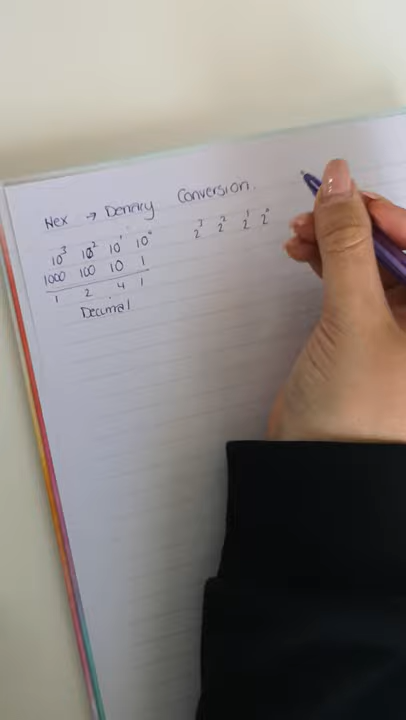 Hex → Denary Conversion.
10³ 10² 10¹ 10⁰ 2³ 2² 2¹ 2⁰
1000 100 10 1
1 2 4 1
Decimal